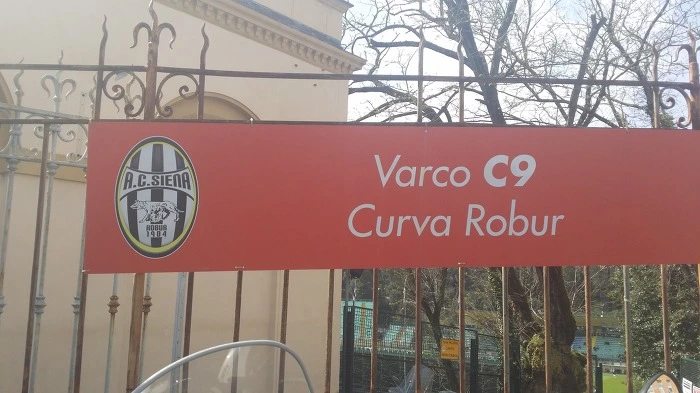 A.C. SIENA
ROBUR
1904
Varco C9
Curva Robur